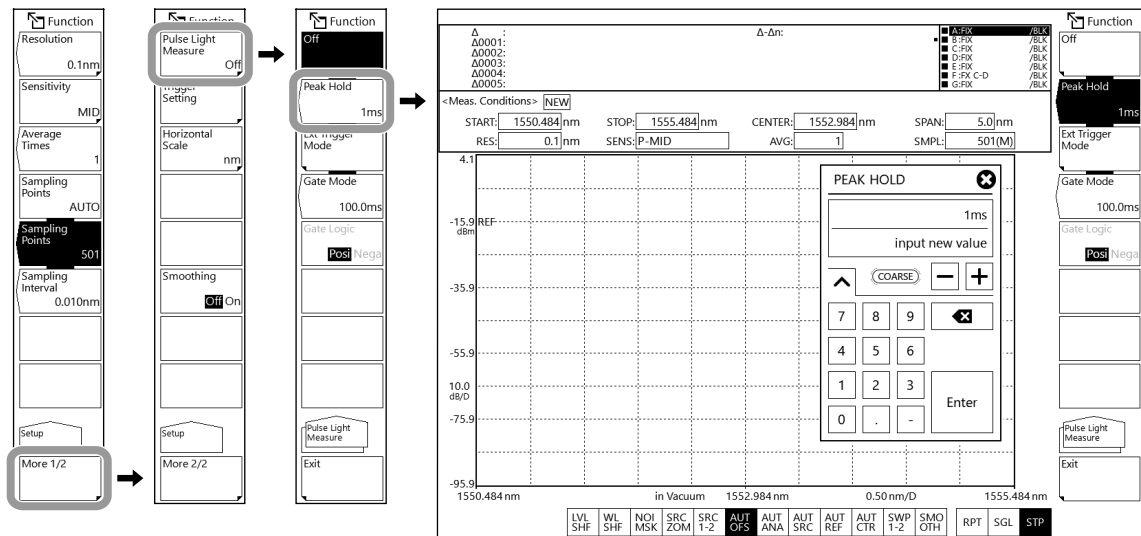 Function
Resolution
0.1nm
Sensitivity
MID
Average
Times
1
Sampling
Points
AUTO
Sampling
Points
501
Sampling
Interval
0.010nm
Setup
More 1/2
Function
Pulse Light
Measure
Off
Trigger
Setting
Horizontal
Scale
nm
Smoothing
Off On
Setup
More 2/2
Function
Off
Peak Hold
1ms
Ext Trigger
Mode
Gate Mode
100.0ms
Gate Logic
Posi Nega
Pulse Light
Measure
Exit
Δ :
Δ0001:
Δ0002:
Δ0003:
Δ0004:
Δ0005:
Δ-Δn:
A:FIX /BLK
B:FIX /BLK
C:FIX /BLK
D:FIX /BLK
E:FIX /BLK
F:FX C-D /BLK
G:FIX /BLK
<Meas. Conditions> NEW
START: 1550.484 nm STOP: 1555.484 nm CENTER: 1552.984 nm SPAN: 5.0 nm
RES: 0.1 nm SENS: P-MID AVG: 1 SMPL: 501(M)
4.1
-15.9 REF
dBm
-35.9
-55.9
10.0
dB/D
-75.9
-95.9
1550.484 nm in Vacuum 1552.984 nm 0.50 nm/D 1555.484 nm
PEAK HOLD
1ms
input new value
COARSE
7 8 9
4 5 6
1 2 3
Enter
0 . -
LVL SHF
WL SHF
NOI MSK
SRC ZOM
SRC 1-2
AUT OFS
AUT ANA
AUT SRC
AUT REF
AUT CTR
SWP 1-2
SMO OTH
RPT SGL STP
Function
Off
Peak Hold
1ms
Ext Trigger
Mode
Gate Mode
100.0ms
Gate Logic
Posi Nega
Pulse Light
Measure
Exit